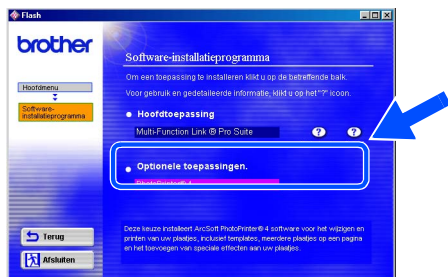 Flash
brother
Software-installatieprogramma
Om een toepassing te installeren klikt u op de betreffende balk.
Voor gebruik en gedetaileerde informatie, klikt u op het "?" icoon.
Hoofdmenu
Software-
installatieprogramma
Hoofdtoepassing
Multi-Function Link ® Pro Suite
?
?
Optionele toepassingen.
PhotoPrinter® 4
Deze keuze installeert ArcSoft PhotoPrinter® 4 software voor het wijzigen en
printen van uw plaatjes, inclusief templates, meerdere plaatjes op een pagina
en het toevoegen van speciale effecten aan uw plaatjes.
Terug
Afsluiten